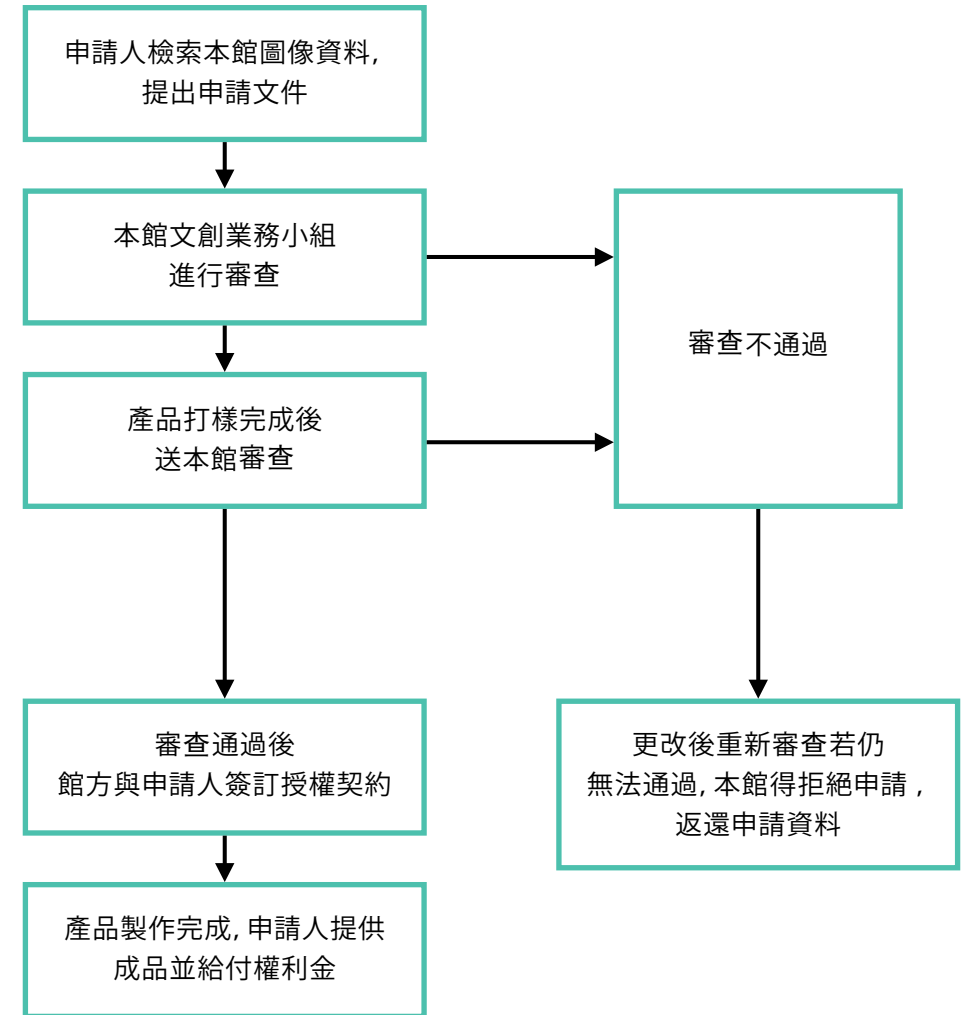 申請人檢索本館圖像資料,
提出申請文件
本館文創業務小組
進行審查
審查不通過
產品打樣完成後
送本館審查
審查通過後
館方與申請人簽訂授權契約
更改後重新審查若仍
無法通過, 本館得拒絕申請 ,
返還申請資料
產品製作完成, 申請人提供
成品並給付權利金